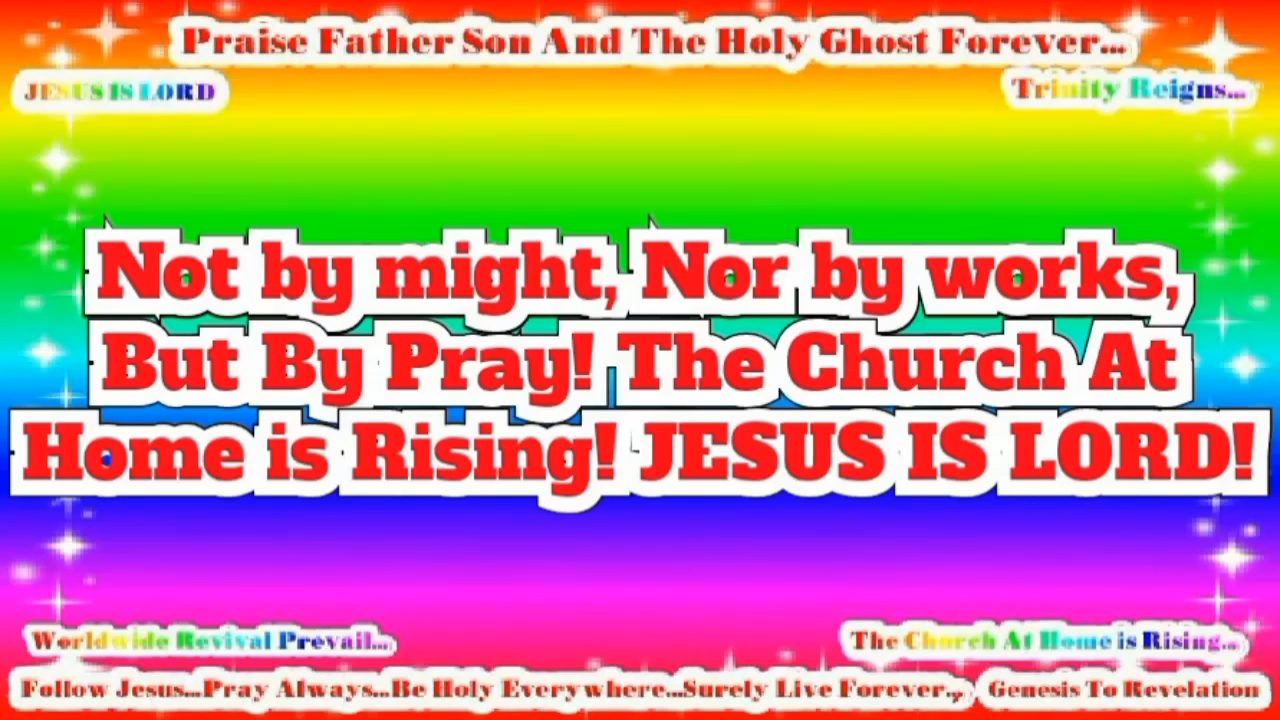 Praise Father Son And The Holy Ghost Forever...
JESUS IS LORD
Trinity Reigns...
Not by might, Nor by works,
But By Pray! The Church At
Home is Rising! JESUS IS LORD!
Worldwide Revival Prevail...
The Church At Home is Rising...
Follow Jesus...Pray Always...Be Holy Everywhere...Surely Live Forever..,
Genesis To Revelation